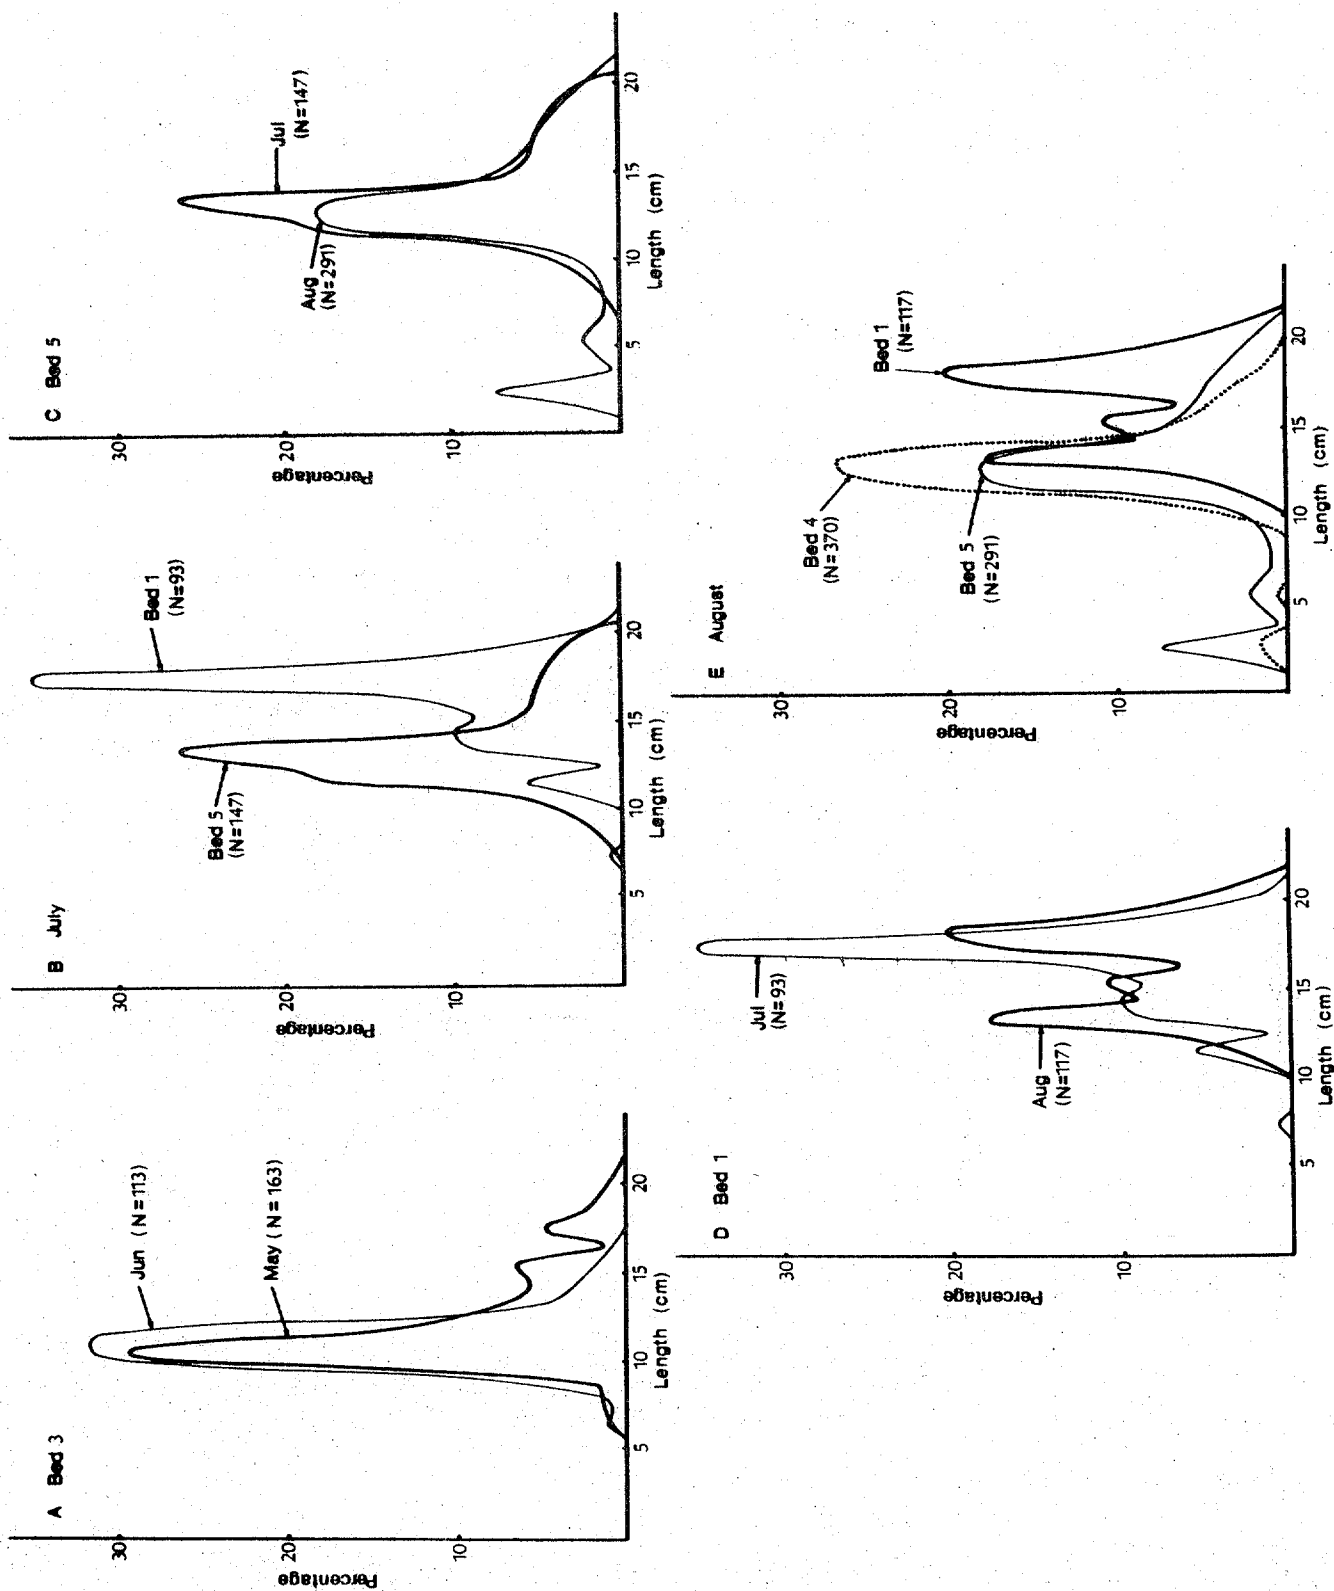 A Bed 3
Percentage
30
20
10
Jun (N=113)
May (N=163)
5
10
15
20
Length (cm)
B July
Percentage
30
20
10
Bed 5
(N=147)
Bed 1
(N=93)
5
10
15
20
Length (cm)
C Bed 5
Percentage
30
20
10
Aug
(N=291)
Jul
(N=147)
5
10
15
20
Length (cm)
D Bed 1
Percentage
30
20
10
Aug
(N=117)
Jul
(N=93)
5
10
15
20
Length (cm)
E August
Percentage
30
20
10
Bed 4
(N=370)
Bed 5
(N=291)
Bed 1
(N=117)
5
10
15
20
Length (cm)